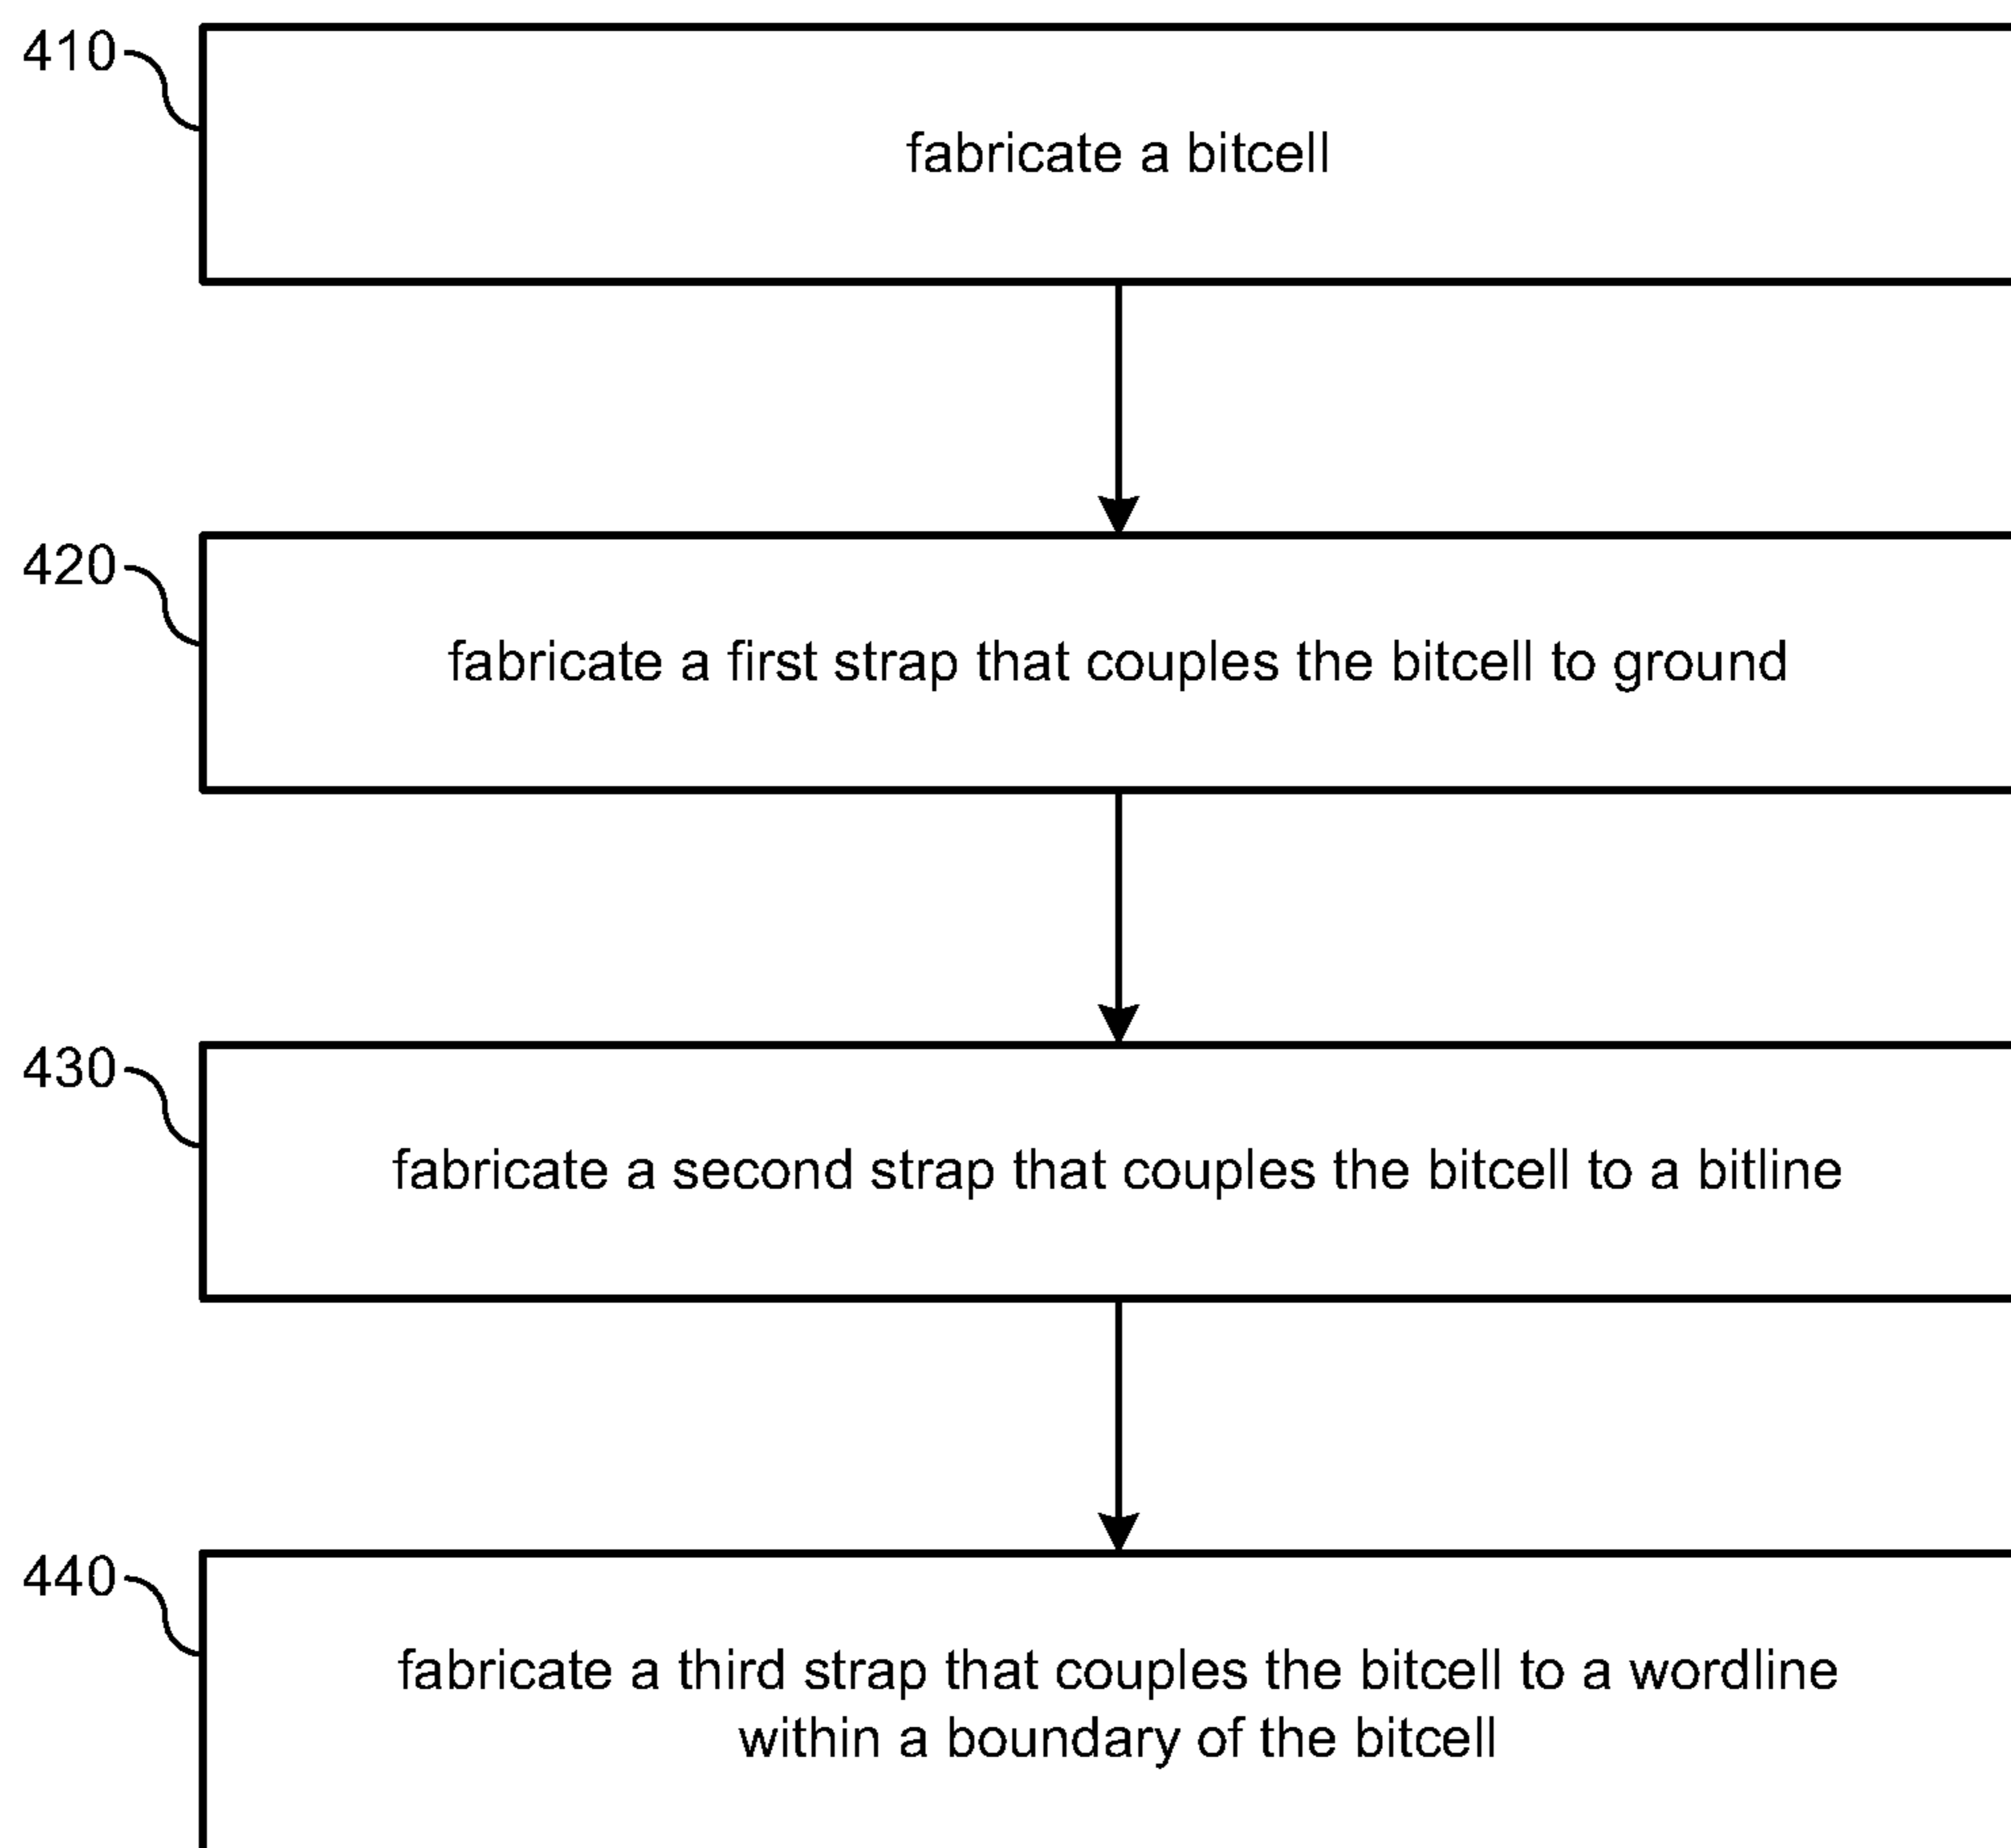 410
fabricate a bitcell
420
fabricate a first strap that couples the bitcell to ground
430
fabricate a second strap that couples the bitcell to a bitline
440
fabricate a third strap that couples the bitcell to a wordline
within a boundary of the bitcell